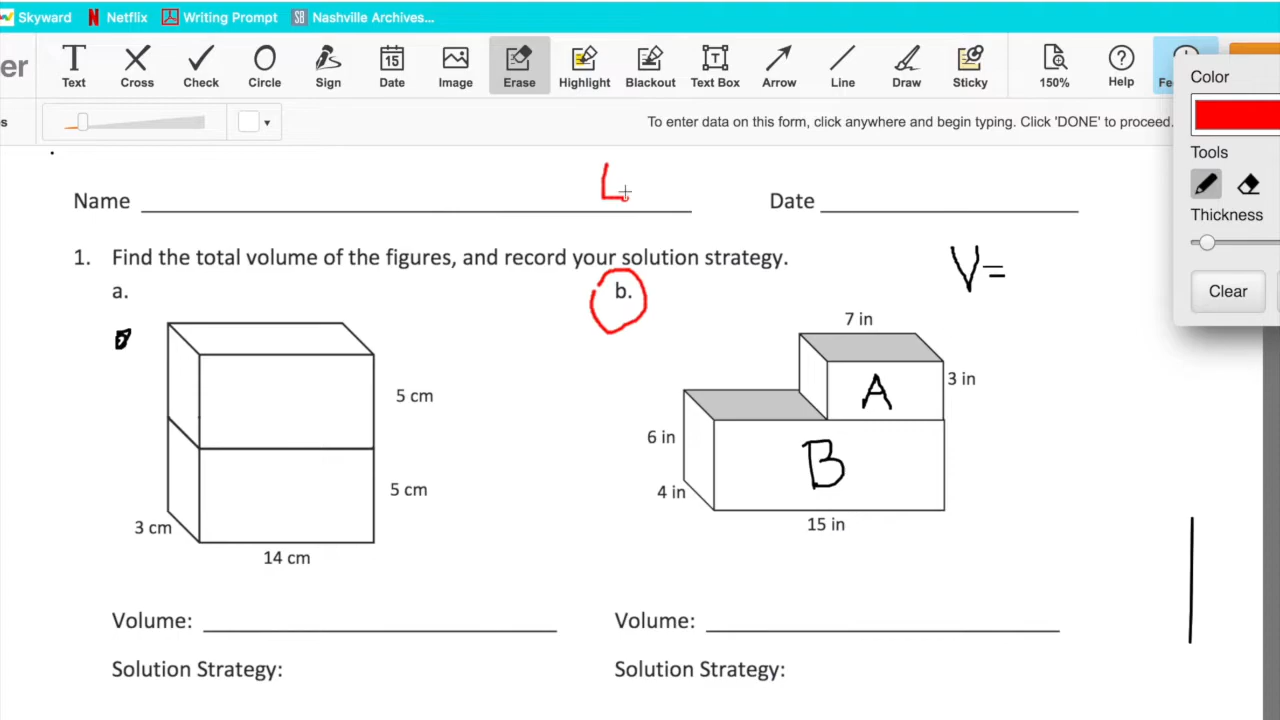 Skyward Netflix Writing Prompt SB Nashville Archives...
er Text Cross Check Circle Sign 15 Date Image Erase Highlight Blackout T Text Box Arrow Line Draw Sticky 150% ? Help Fe
Color
s To enter data on this form, click anywhere and begin typing. Click 'DONE' to proceed.
Tools
Thickness
Clear
L
Name Date
1. Find the total volume of the figures, and record your solution strategy.
V=
a. b.
7 in
3 in
A
5 cm
6 in
B
5 cm
4 in
3 cm
15 in
14 cm
Volume: Volume:
Solution Strategy: Solution Strategy: